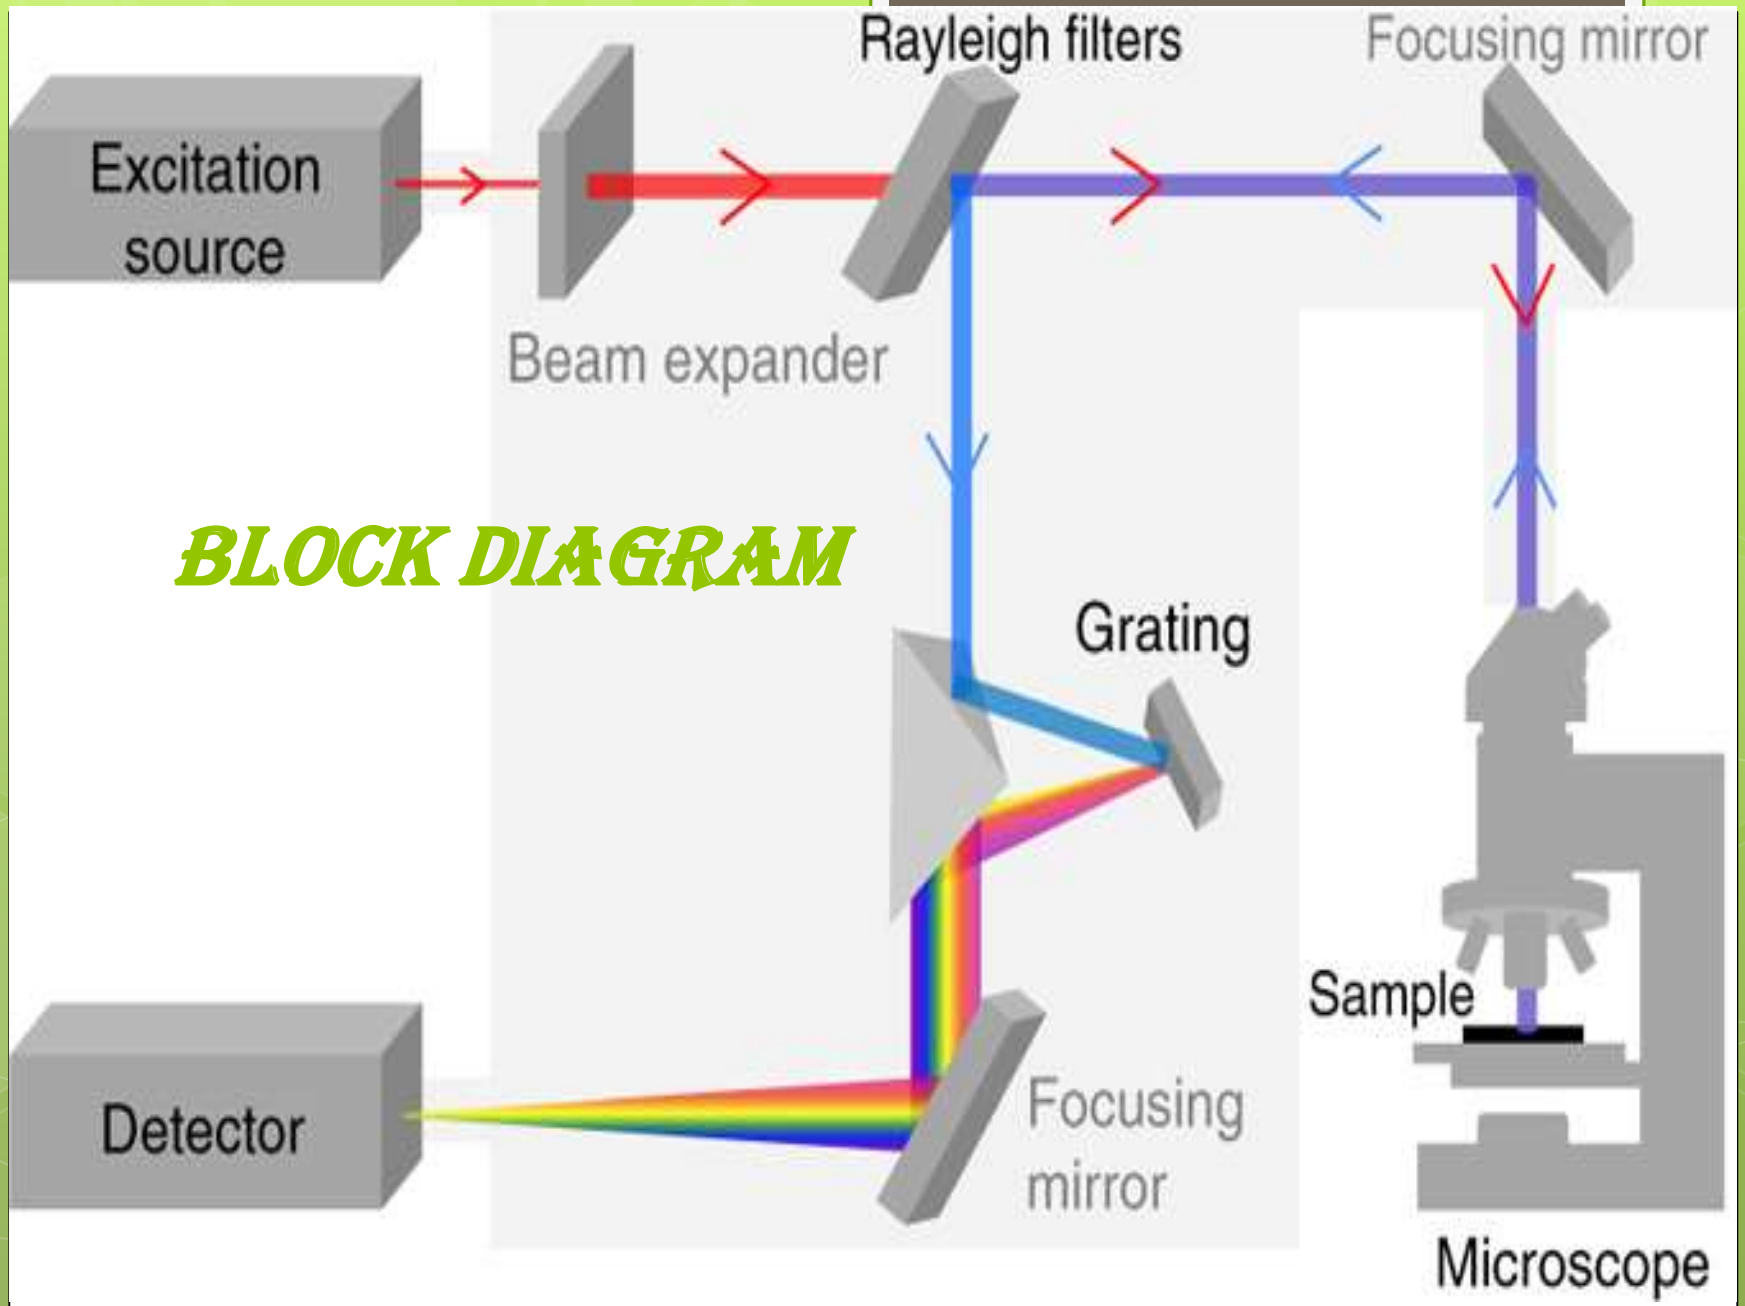 Rayleigh filters
Focusing mirror
Excitation
source
Beam expander
BLOCK DIAGRAM
Grating
Sample
Detector
Focusing
mirror
Microscope